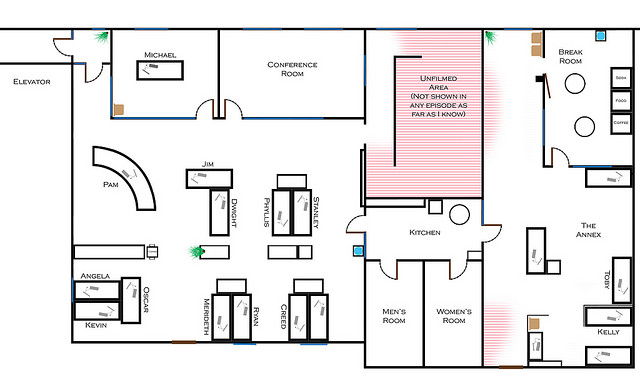 Elevator
Michael
Conference
Room
Unfilmed
Area
(Not shown in
any episode as
far as I know)
Break
Room
Soda
Food
Coffee
Pam
Jim
Dwight
Phyllis
Stanley
Kitchen
The
Annex
Toby
Kelly
Angela
Oscar
Kevin
Merideth
Ryan
Creed
Men's
Room
Women's
Room